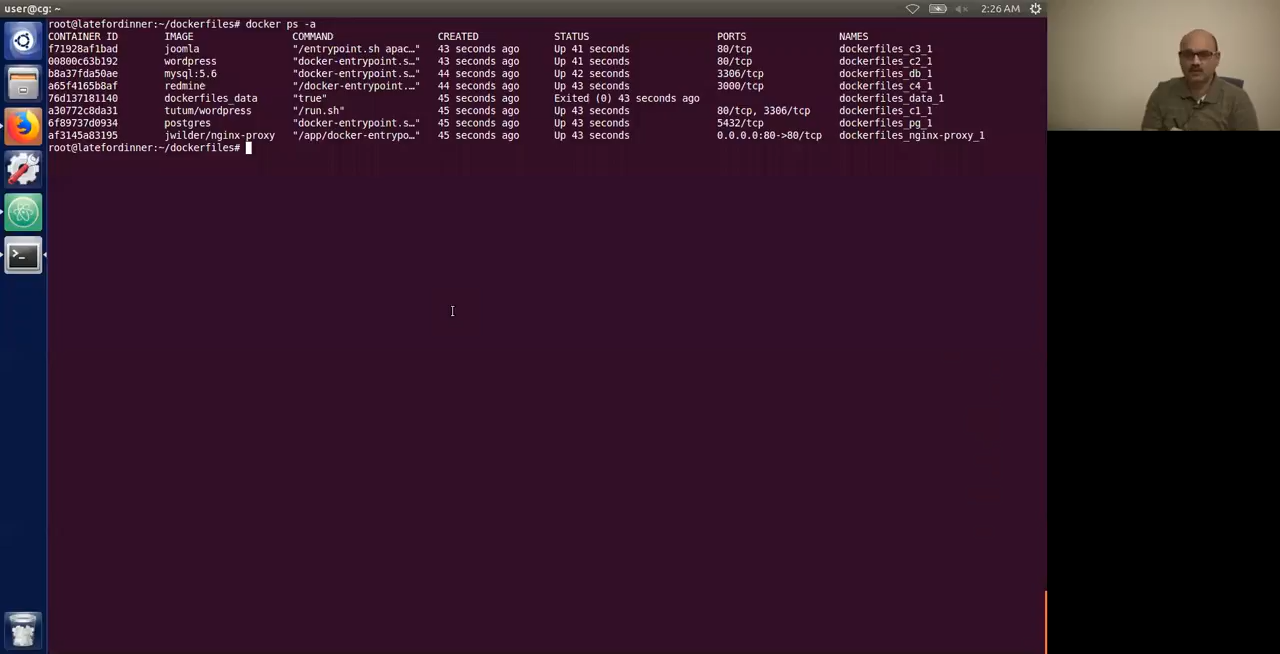 user@cg: ~ 2:26 AM
root@latefordinner:~/dockerfiles# docker ps -a
CONTAINER ID IMAGE COMMAND CREATED STATUS PORTS NAMES
f71928af1bad joomla "/entrypoint.sh apac…" 43 seconds ago Up 41 seconds 80/tcp dockerfiles_c3_1
00800c63b192 wordpress "docker-entrypoint.s…" 43 seconds ago Up 41 seconds 80/tcp dockerfiles_c2_1
b8a37fda50ae mysql:5.6 "docker-entrypoint.s…" 44 seconds ago Up 42 seconds 3306/tcp dockerfiles_db_1
a65f4165b8af redmine "/docker-entrypoint.…" 44 seconds ago Up 43 seconds 3000/tcp dockerfiles_c4_1
76d137181140 dockerfiles_data "true" 45 seconds ago Exited (0) 43 seconds ago dockerfiles_data_1
a30772c8da31 tutum/wordpress "/run.sh" 45 seconds ago Up 43 seconds 80/tcp, 3306/tcp dockerfiles_c1_1
6f89737d0934 postgres "docker-entrypoint.s…" 45 seconds ago Up 43 seconds 5432/tcp dockerfiles_pg_1
af3145a83195 jwilder/nginx-proxy "/app/docker-entrypo…" 45 seconds ago Up 43 seconds 0.0.0.0:80->80/tcp dockerfiles_nginx-proxy_1
root@latefordinner:~/dockerfiles#